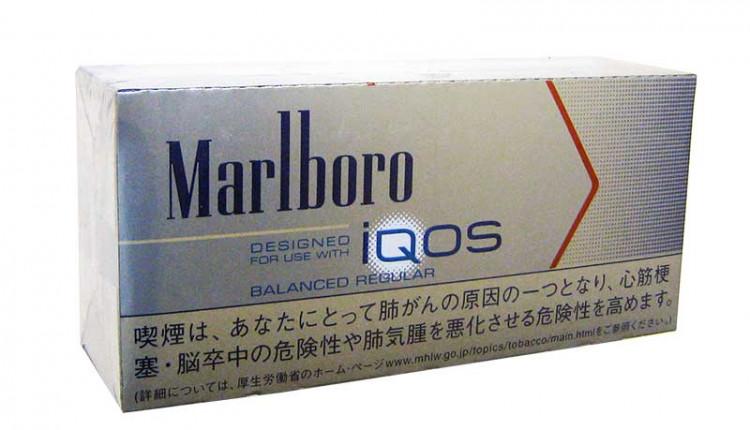 Marlboro
DESIGNED
FOR USE WITH
iQOS
BALANCED REGULAR
喫煙は、あなたにとって肺がんの原因の一つとなり、心筋梗
塞・脳卒中の危険性や肺気腫を悪化させる危険性を高めます。
(詳細については、厚生労働省のホーム・ページwww.mhlw.go.jp/topics/tobacco/main.htmlをご参照ください。)